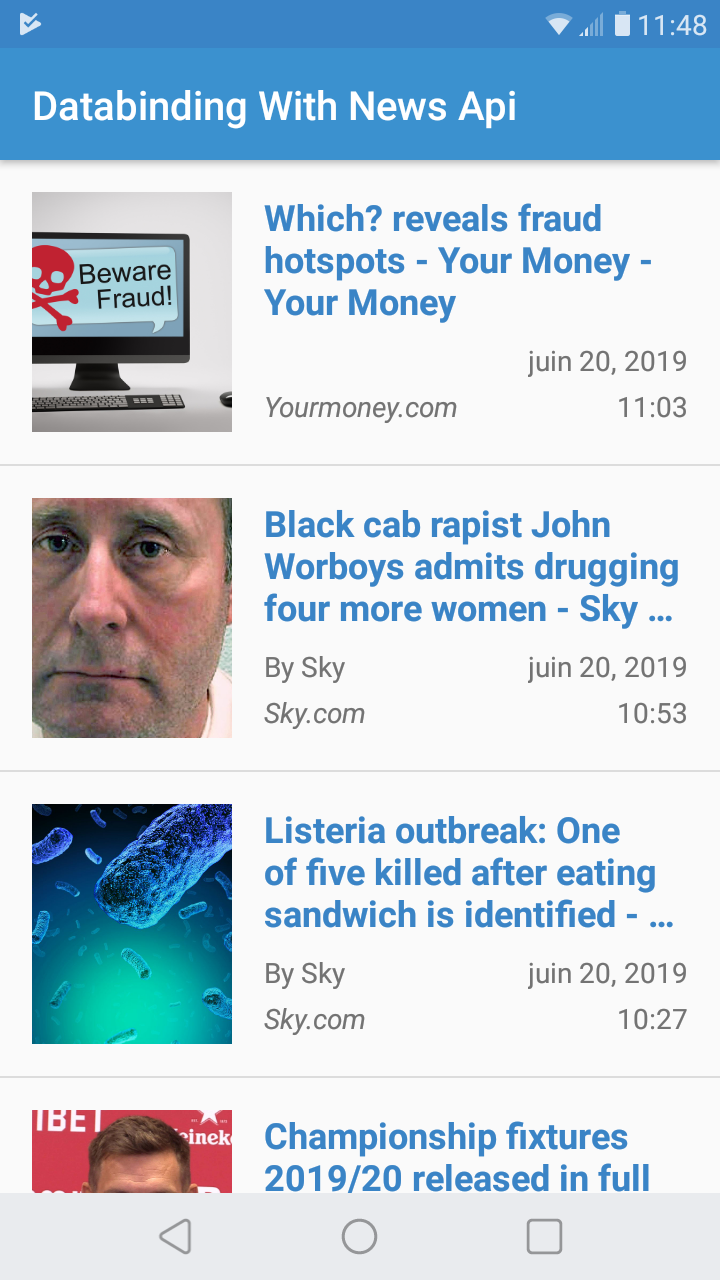 11:48
Databinding With News Api
Beware
Fraud!
Which? reveals fraud
hotspots - Your Money -
Your Money
juin 20, 2019
Yourmoney.com
11:03
Black cab rapist John
Worboys admits drugging
four more women - Sky …
By Sky
juin 20, 2019
Sky.com
10:53
Listeria outbreak: One
of five killed after eating
sandwich is identified - …
By Sky
juin 20, 2019
Sky.com
10:27
Championship fixtures
2019/20 released in full